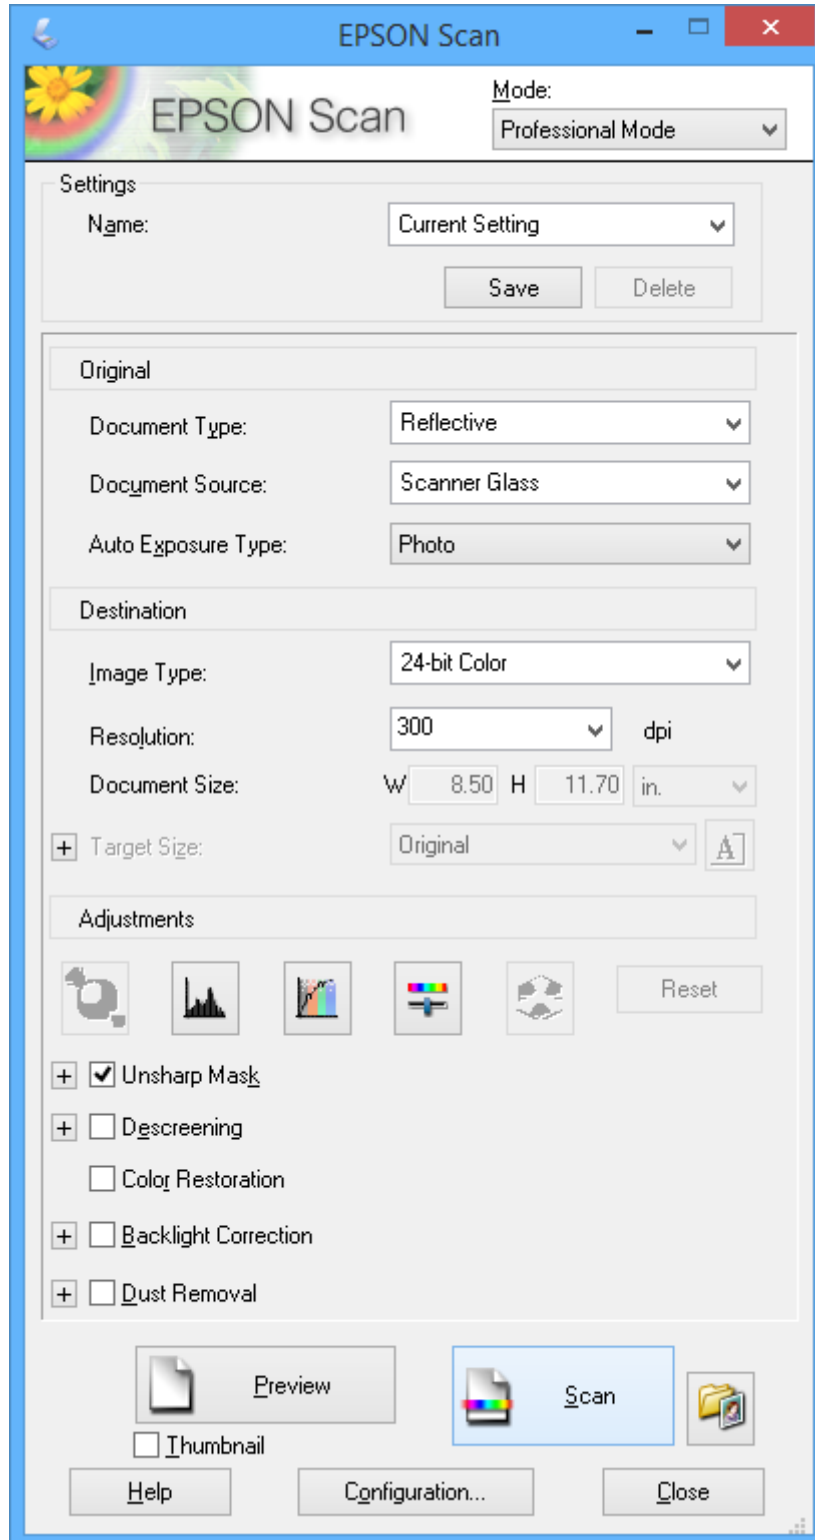 EPSON Scan
EPSON Scan
Mode:
Professional Mode
Settings
Name:
Current Setting
Save Delete
Original
Document Type: Reflective
Document Source: Scanner Glass
Auto Exposure Type: Photo
Destination
Image Type: 24-bit Color
Resolution: 300 dpi
Document Size: W 8.50 H 11.70 in.
+ Target Size: Original A
Adjustments
Reset
+ Unsharp Mask
+ Descreening
Color Restoration
+ Backlight Correction
+ Dust Removal
Preview Scan
Thumbnail
Help Configuration... Close